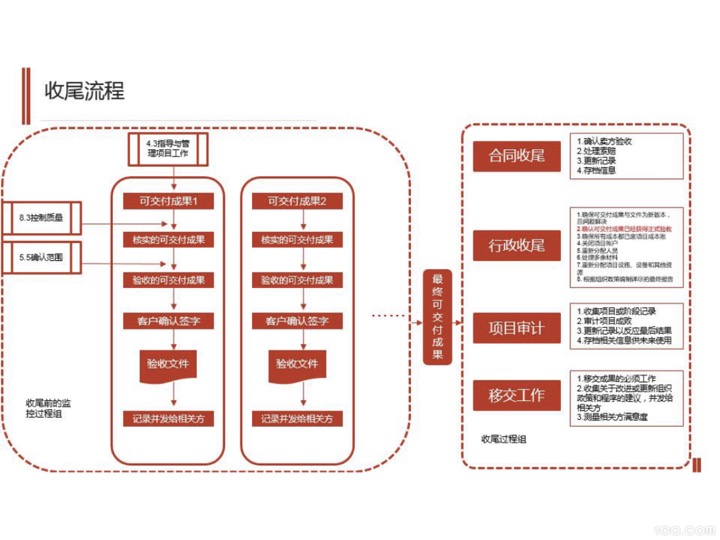 收尾流程
4.3指导与管
理项目工作
8.3控制质量
5.5确认范围
可交付成果1
核实的可交付成果
验收的可交付成果
客户确认签字
验收文件
记录并发给相关方
可交付成果2
核实的可交付成果
验收的可交付成果
客户确认签字
验收文件
记录并发给相关方
收尾前的监
控过程组
最终可交付成果
合同收尾
1.确认卖方验收
2.处理索赔
3.更新记录
4.存档信息
行政收尾
1.确保可交付成果与文件为新版本，
且问题解决
2.确认可交付成果已经获得正式验收
3.确保所有成本都已宣项目成本账
4.关闭项目帐户
5.重新分配人员
6.处理多余材料
7.重新分配项目设施、设备和其他资
源
8. 根据组织政策编制详尽的最终报告
项目审计
1.收集项目或阶段记录
2.审计项目成败
3.更新记录以反应最后结果
4.存档相关信息供未来使用
移交工作
1.移交成果的必须工作
2.收集关于改进或更新组织
政策和程序的建议，并发给
相关方
3.测量相关方满意度
收尾过程组